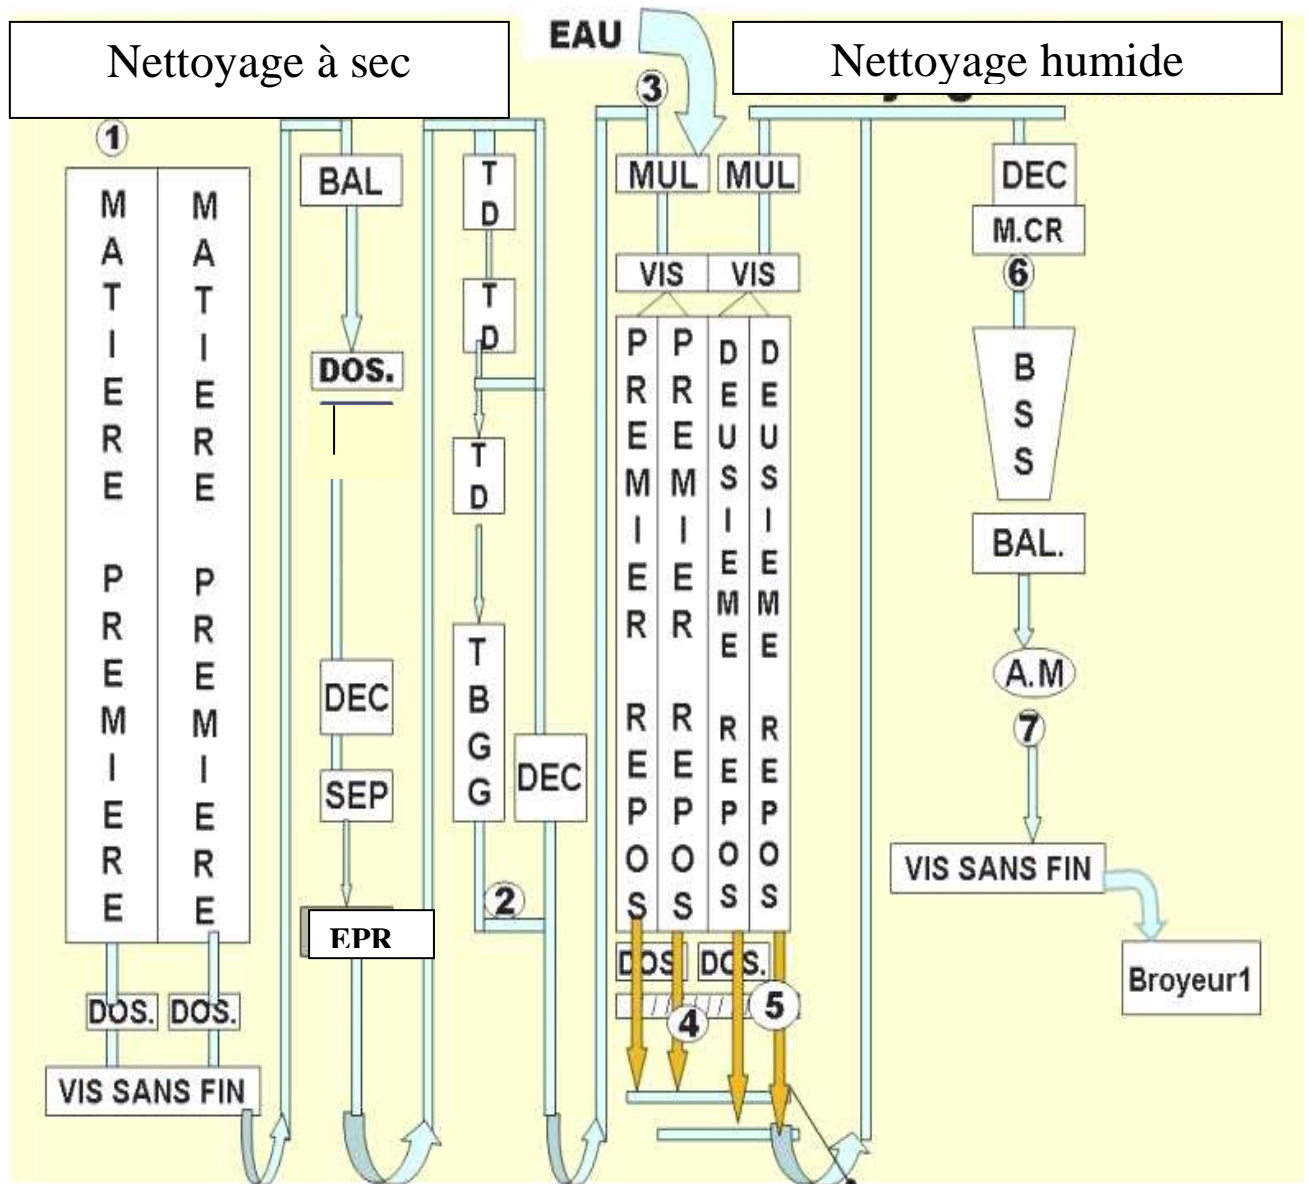 Nettoyage à sec
EAU
Nettoyage humide
1
MATIERE PREMIERE
MATIERE PREMIERE
DOS.
DOS.
VIS SANS FIN
BAL
DOS.
DEC
SEP
EPR
TD
TD
TD
TBGG
DEC
2
3
MUL
MUL
VIS
VIS
PREMIER REPOS
PREMIER REPOS
DEUSIEME REPOS
DEUSIEME REPOS
DOS
DOS.
4
5
DEC
M.CR
6
BSS
BAL.
A.M
7
VIS SANS FIN
Broyeur1